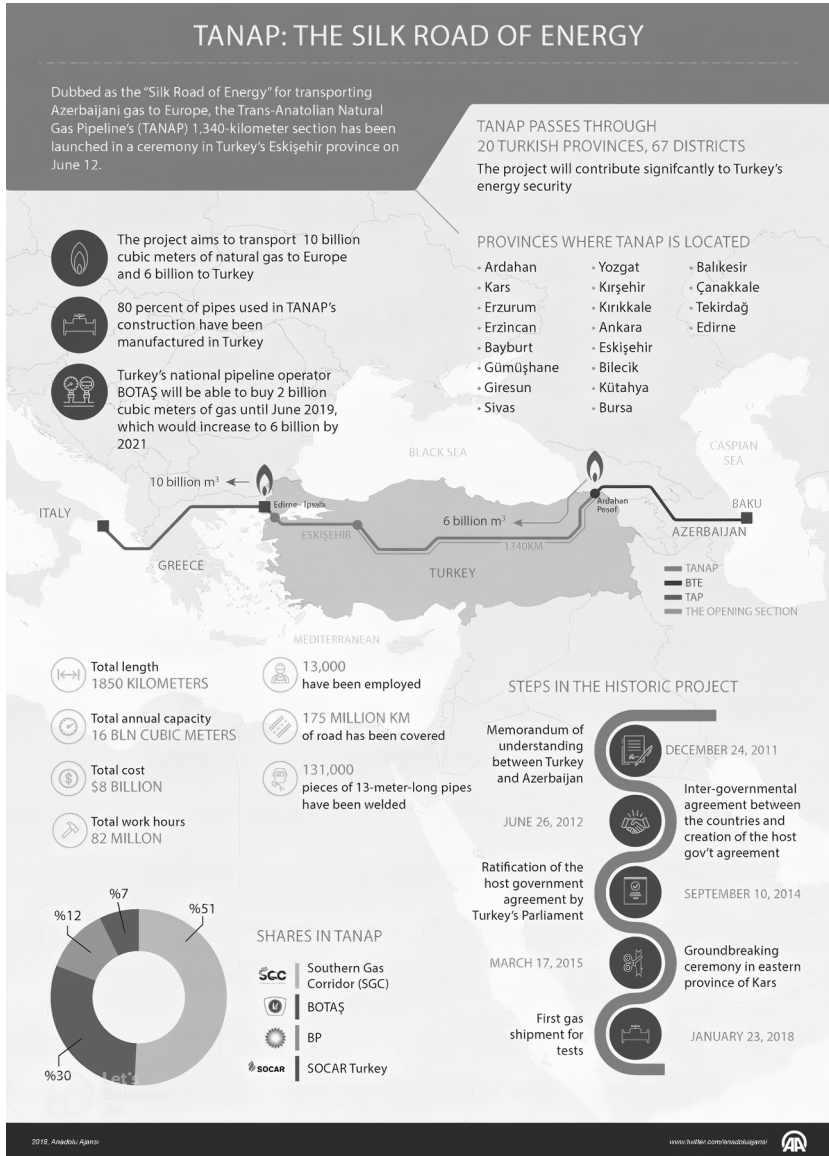 TANAP: THE SILK ROAD OF ENERGY
Dubbed as the “Silk Road of Energy” for transporting
Azerbaijani gas to Europe, the Trans-Anatolian Natural
Gas Pipeline’s (TANAP) 1,340-kilometer section has been
launched in a ceremony in Turkey’s Eskişehir province on
June 12.
TANAP PASSES THROUGH
20 TURKISH PROVINCES, 67 DISTRICTS
The project will contribute signifcantly to Turkey’s
energy security
The project aims to transport 10 billion
cubic meters of natural gas to Europe
and 6 billion to Turkey
80 percent of pipes used in TANAP’s
construction have been
manufactured in Turkey
Turkey’s national pipeline operator
BOTAŞ will be able to buy 2 billion
cubic meters of gas until June 2019,
which would increase to 6 billion by
2021
PROVINCES WHERE TANAP IS LOCATED
• Ardahan
• Kars
• Erzurum
• Erzincan
• Bayburt
• Gümüşhane
• Giresun
• Sivas
• Yozgat
• Kırşehir
• Kırıkkale
• Ankara
• Eskişehir
• Bilecik
• Kütahya
• Bursa
• Balıkesir
• Çanakkale
• Tekirdağ
• Edirne
BLACK SEA
CASPIAN
SEA
10 billion m³
ITALY
Edirne - İpsala
ESKİŞEHİR
6 billion m³
Ardahan
Posof
BAKU
AZERBAIJAN
1340KM
GREECE
TURKEY
TANAP
BTE
TAP
THE OPENING SECTION
MEDITERRANEAN
Total length
1850 KILOMETERS
Total annual capacity
16 BLN CUBIC METERS
Total cost
$8 BILLION
Total work hours
82 MILLON
13,000
have been employed
175 MILLION KM
of road has been covered
131,000
pieces of 13-meter-long pipes
have been welded
STEPS IN THE HISTORIC PROJECT
Memorandum of
understanding
between Turkey
and Azerbaijan
DECEMBER 24, 2011
JUNE 26, 2012
Inter-governmental
agreement between
the countries and
creation of the host
gov’t agreement
Ratification of the
host government
agreement by
Turkey’s Parliament
SEPTEMBER 10, 2014
MARCH 17, 2015
Groundbreaking
ceremony in eastern
province of Kars
First gas
shipment for
tests
JANUARY 23, 2018
%7
%12
%51
%30
SHARES IN TANAP
SGC
Southern Gas
Corridor (SGC)
BOTAŞ
BP
SOCAR
SOCAR Turkey
Let's
Enhance
2018, Anadolu Ajansı
www.twitter.com/anadoluajansi
AA